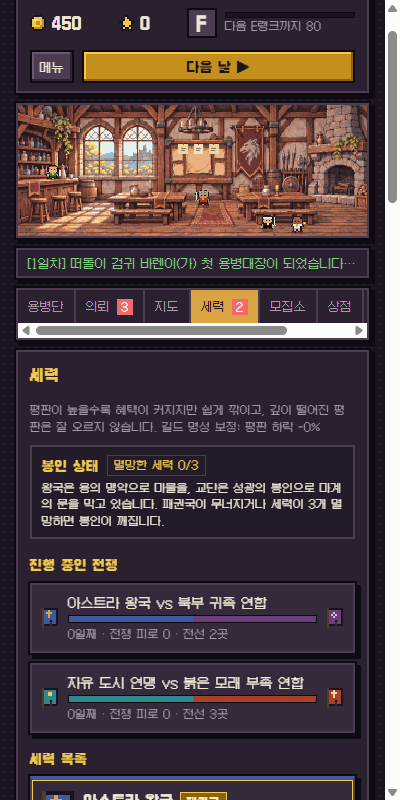 450
0
F
다음 E랭크까지 80
메뉴
다음 날 ▶
[1일차] 떠돌이 검귀 바렌이(가) 첫 용병대장이 되었습니다…
용병단
의뢰 3
지도
세력 2
모집소
상점
세력
평판이 높을수록 혜택이 커지지만 쉽게 깎이고, 깊이 떨어진 평
판은 잘 오르지 않습니다. 길드 명성 보정: 평판 하락 -0%
봉인 상태 멸망한 세력 0/3
왕국은 용의 맹약으로 마물을, 교단은 성광의 봉인으로 마계
의 문을 막고 있습니다. 패권국이 무너지거나 세력이 3개 멸
망하면 봉인이 깨집니다.
진행 중인 전쟁
아스트라 왕국 vs 북부 귀족 연합
0일째 · 전쟁 피로 0 · 전선 2곳
자유 도시 연맹 vs 붉은 모래 부족 연합
0일째 · 전쟁 피로 0 · 전선 3곳
세력 목록
아스트라 왕국